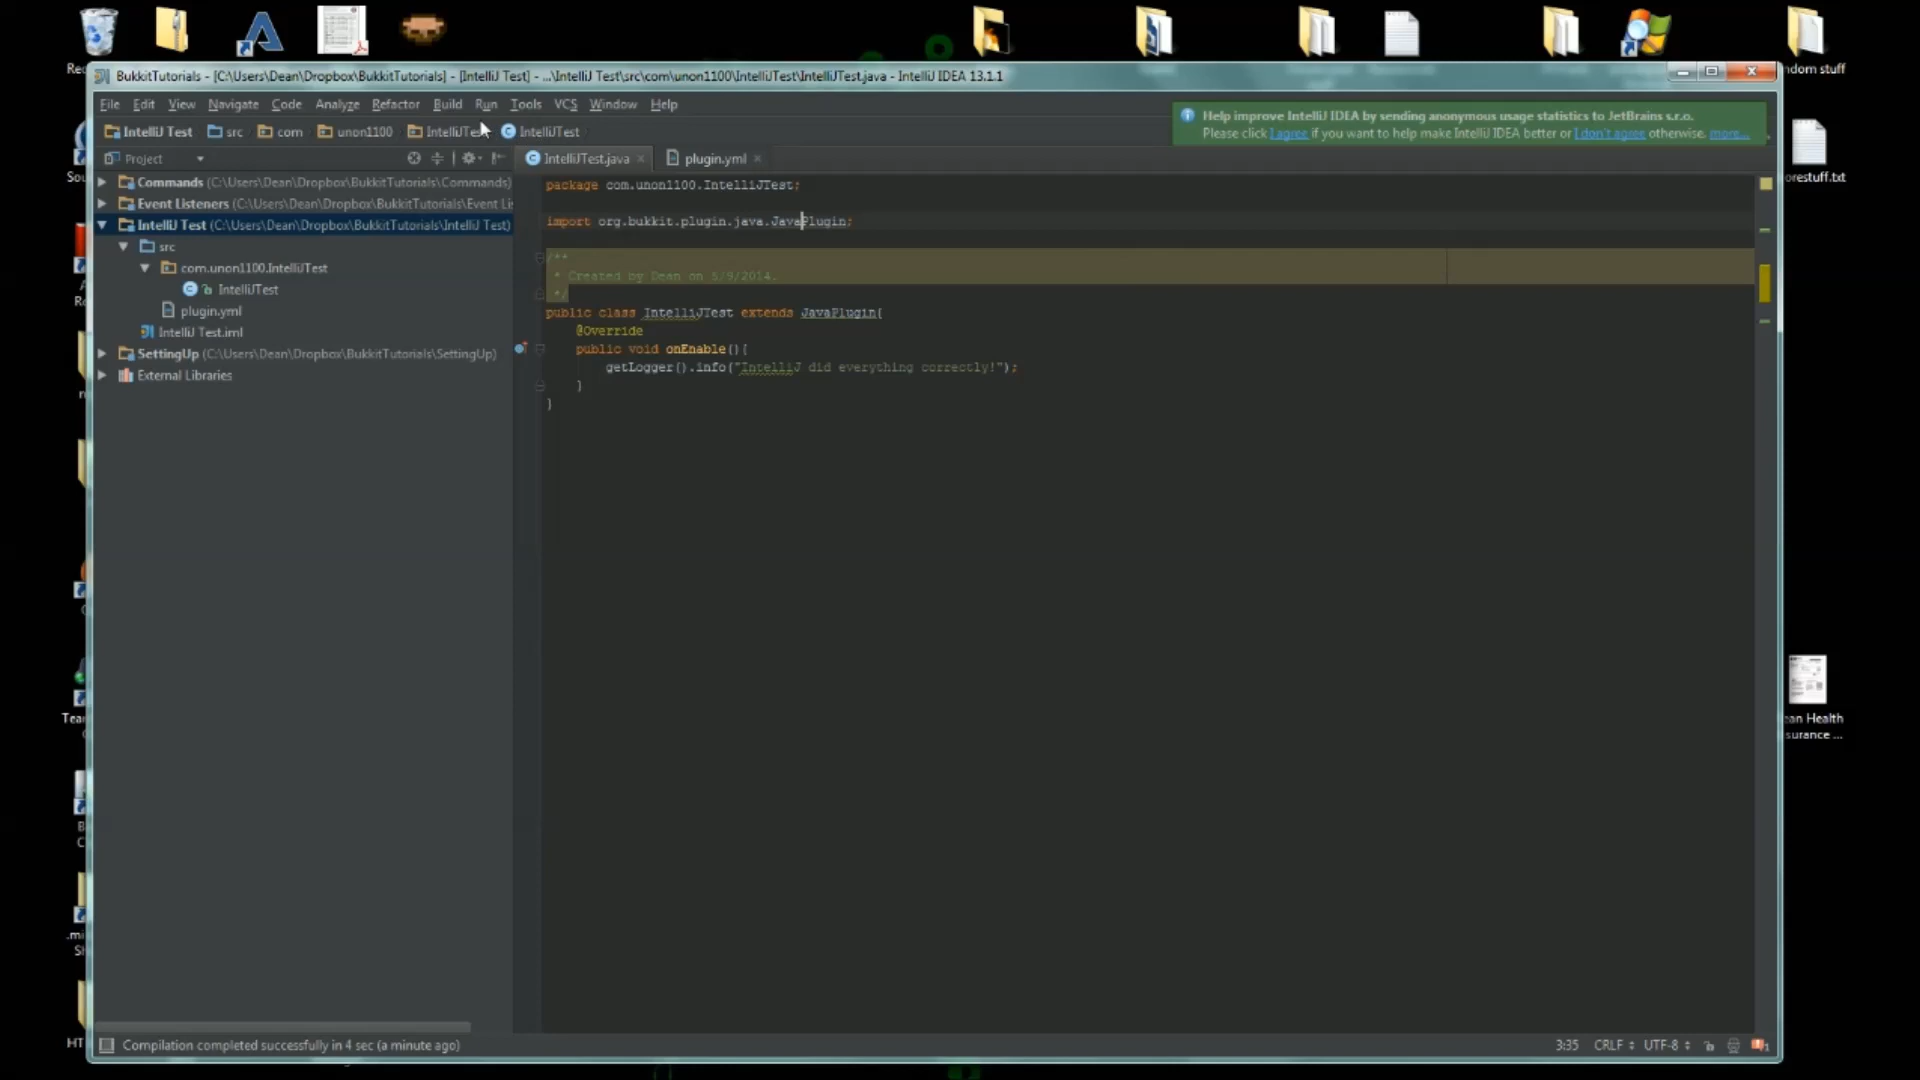 dom stuff
BukkitTutorials - [C:\Users\Dean\Dropbox\BukkitTutorials] - [IntelliJ Test] - ...\IntelliJ Test\src\com\unon1100\IntelliJTest\IntelliJTest.java - IntelliJ IDEA 13.1.1
File Edit View Navigate Code Analyze Refactor Build Run Tools VCS Window Help
Help improve IntelliJ IDEA by sending anonymous usage statistics to JetBrains s.r.o.
Please click I agree if you want to help make IntelliJ IDEA better or I don't agree otherwise. more...
IntelliJ Test src com unon1100 IntelliJTest IntelliJTest
Project
IntelliJTest.java plugin.yml
Commands (C:\Users\Dean\Dropbox\BukkitTutorials\Commands)
Event Listeners (C:\Users\Dean\Dropbox\BukkitTutorials\Event Lis
IntelliJ Test (C:\Users\Dean\Dropbox\BukkitTutorials\IntelliJ Test)
src
com.unon1100.IntelliJTest
IntelliJTest
plugin.yml
IntelliJ Test.iml
SettingUp (C:\Users\Dean\Dropbox\BukkitTutorials\SettingUp)
External Libraries
package com.unon1100.IntelliJTest;
import org.bukkit.plugin.java.JavaPlugin;
/**
* Created by Dean on 5/9/2014.
*/
public class IntelliJTest extends JavaPlugin{
@Override
public void onEnable(){
getLogger().info("IntelliJ did everything correctly!");
}
}
orestuff.txt
an Health
surance ...
Compilation completed successfully in 4 sec (a minute ago)
3:35 CRLF UTF-8